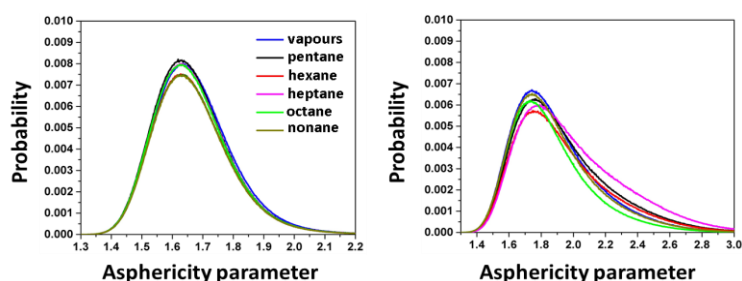 0.010
0.009
0.008
0.007
0.006
0.005
0.004
0.003
0.002
0.001
0.000
Probability
vapours
pentane
hexane
heptane
octane
nonane
1.3 1.4 1.5 1.6 1.7 1.8 1.9 2.0 2.1 2.2
Asphericity parameter
0.010
0.009
0.008
0.007
0.006
0.005
0.004
0.003
0.002
0.001
0.000
Probability
1.4 1.6 1.8 2.0 2.2 2.4 2.6 2.8 3.0
Asphericity parameter